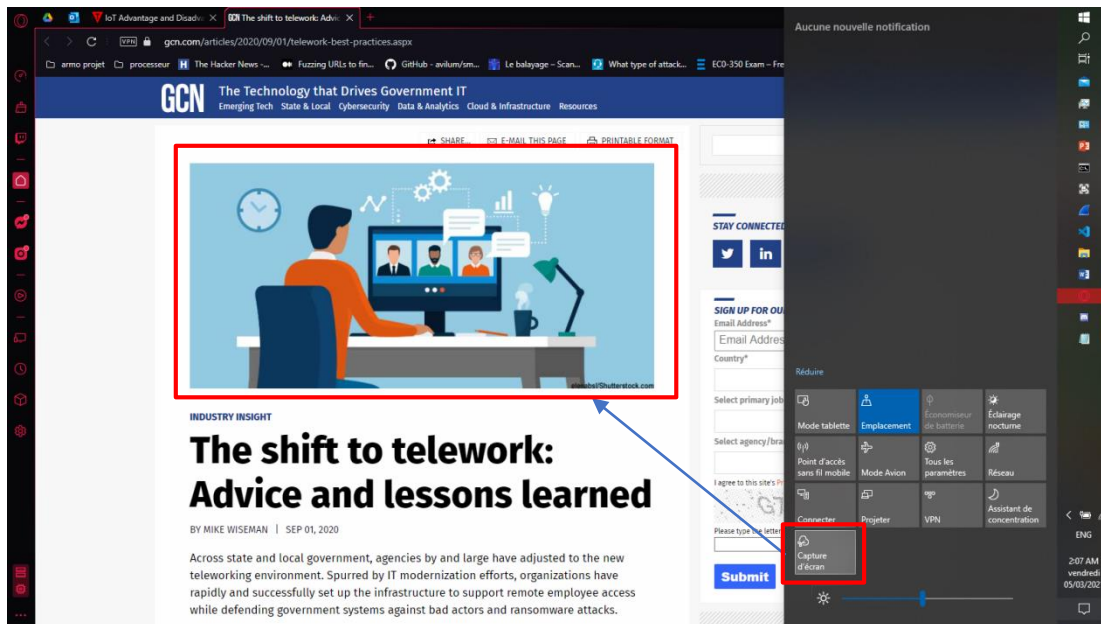 IoT Advantage and Disadv
GCN The shift to telework: Advic
gcn.com/articles/2020/09/01/telework-best-practices.aspx
VPN
armo projet
processeur
The Hacker News -...
Fuzzing URLs to fin...
GitHub - avilum/sm...
Le balayage – Scan...
What type of attack...
EC0-350 Exam – Fre
GCN
The Technology that Drives Government IT
Emerging Tech State & Local Cybersecurity Data & Analytics Cloud & Infrastructure Resources
SHARE... E-MAIL THIS PAGE PRINTABLE FORMAT
/Shutterstock.com
INDUSTRY INSIGHT
The shift to telework:
Advice and lessons learned
BY MIKE WISEMAN | SEP 01, 2020
Across state and local government, agencies by and large have adjusted to the new
teleworking environment. Spurred by IT modernization efforts, organizations have
rapidly and successfully set up the infrastructure to support remote employee access
while defending government systems against bad actors and ransomware attacks.
STAY CONNECTED
in
SIGN UP FOR OU
Email Address*
Email Addres
Country*
Select primary job
Select agency/bra
I agree to this site's Pr
GT
Please type the letter
Submit
Aucune nouvelle notification
Réduire
Mode tablette
Emplacement
Économiseur
de batterie
Éclairage
nocturne
Point d'accès
sans fil mobile
Mode Avion
Tous les
paramètres
Réseau
Connecter
Projeter
VPN
Assistant de
concentration
Capture
d'écran
ENG
2:07 AM
vendredi
05/03/202